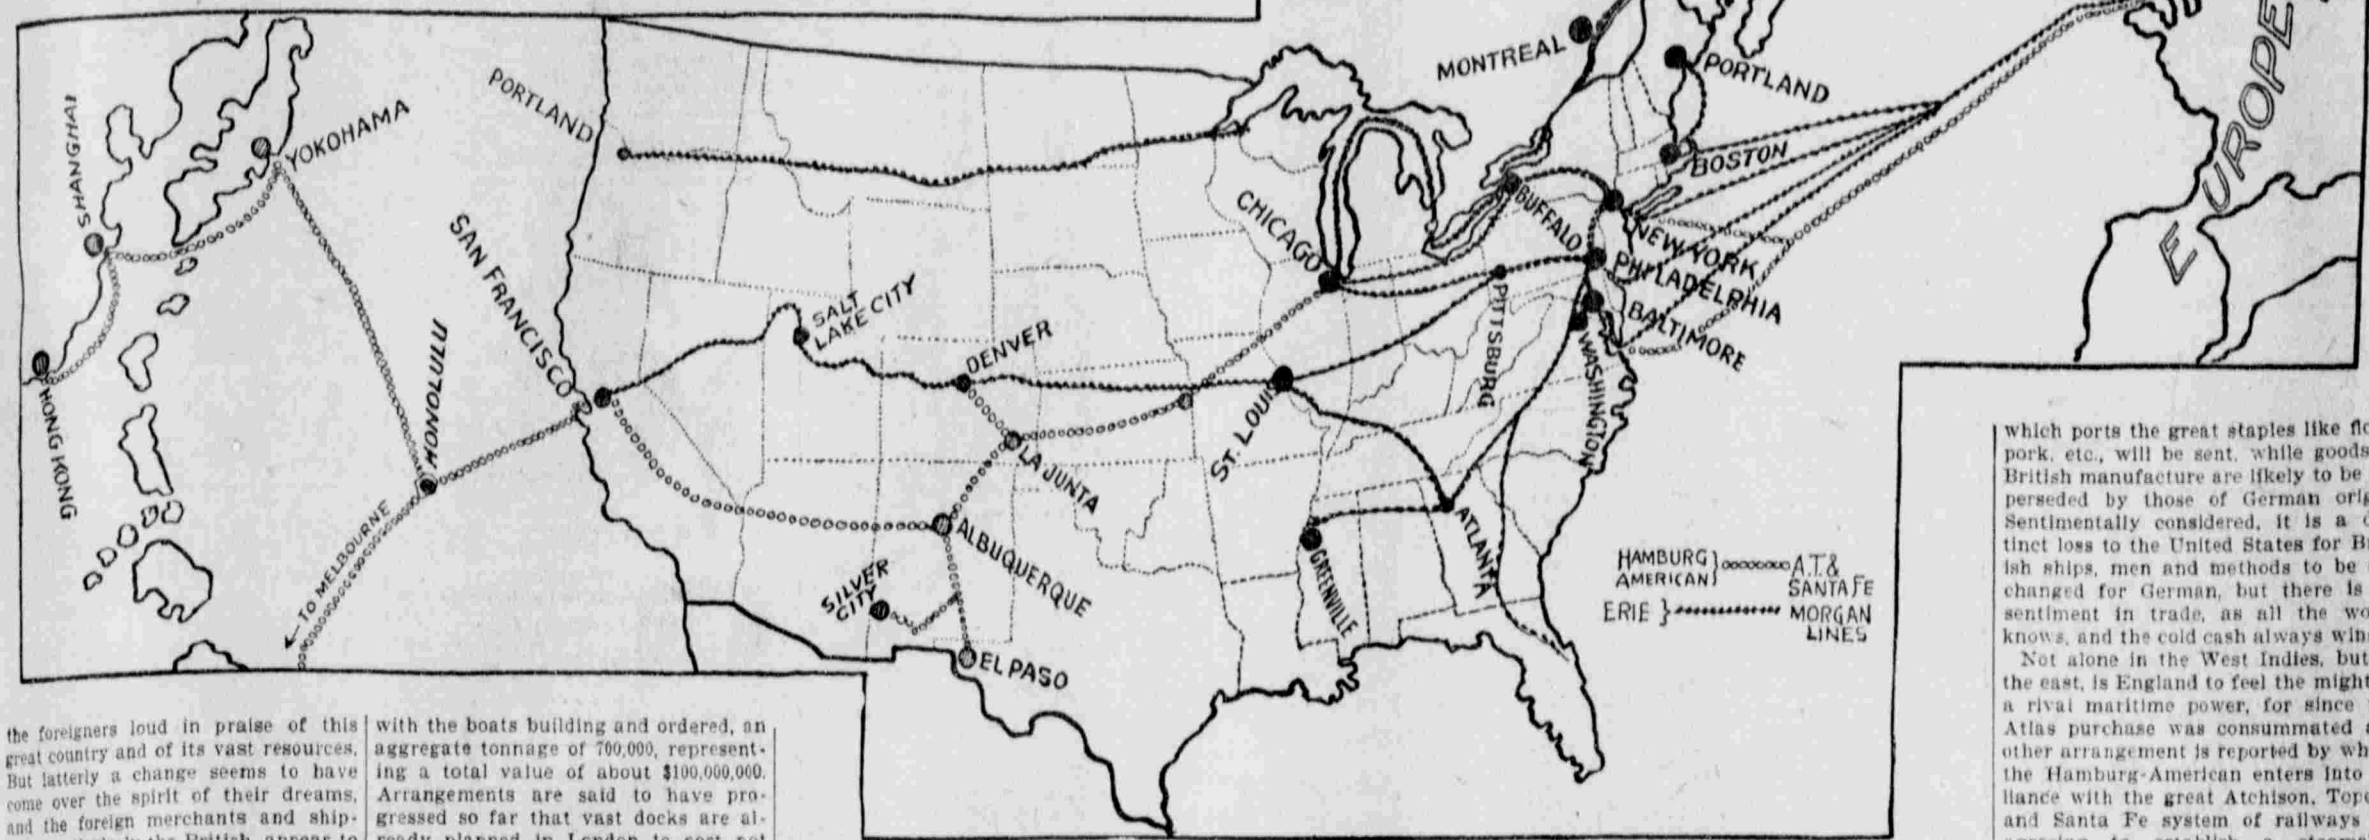 MONTREAL
PORTLAND
EUROPE
PORTLAND
SHANGHAI
YOKOHAMA
BOSTON
SAN FRANCISCO
CHICAGO
BUFFALO
NEW YORK
PHILADELPHIA
BALTIMORE
SALT
LAKE CITY
DENVER
PITTSBURG
WASHINGTON
HONOLULU
HONG KONG
ST. LOUIS
LA JUNTA
TO MELBOURNE
ALBUQUERQUE
ATLANTA
GREENVILLE
SILVER
CITY
EL PASO
HAMBURG
AMERICAN
A.T. &
SANTA FE
ERIE
MORGAN
LINES
the foreigners loud in praise of this
great country and of its vast resources.
But latterly a change seems to have
come over the spirit of their dreams,
and the foreign merchants and ship-
with the boats building and ordered, an
aggregate tonnage of 700,000, represent-
ing a total value of about $100,000,000.
Arrangements are said to have pro-
gressed so far that vast docks are al-
ready planned in London to cost not
which ports the great staples like flo
pork, etc., will be sent, while goods
British manufacture are likely to be
perseded by those of German orig
Sentimentally considered, it is a
tinct loss to the United States for B
ish ships, men and methods to be
changed for German, but there is
sentiment in trade, as all the wo
knows, and the cold cash always wins
Not alone in the West Indies, but
the east, is England to feel the might
a rival maritime power, for since
Atlas purchase was consummated
other arrangement is reported by wh
the Hamburg-American enters into
liance with the great Atchison, Tope
and Santa Fe system of railways